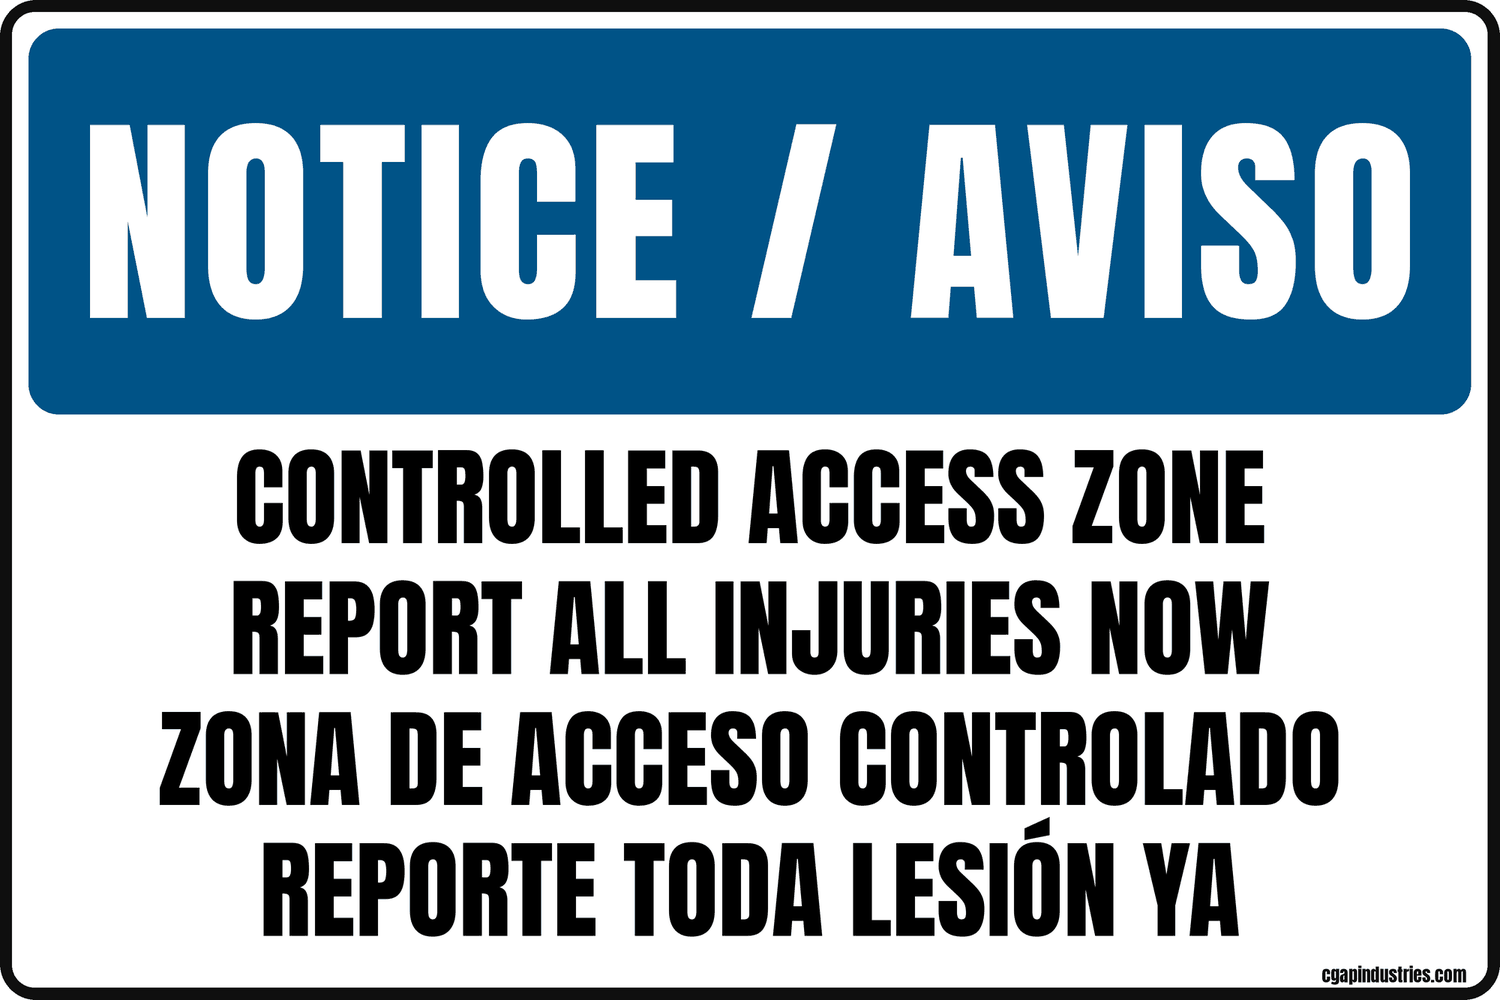 NOTICE / AVISO
CONTROLLED ACCESS ZONE
REPORT ALL INJURIES NOW
ZONA DE ACCESO CONTROLADO
REPORTE TODA LESIÓN YA
cgapindustries.com